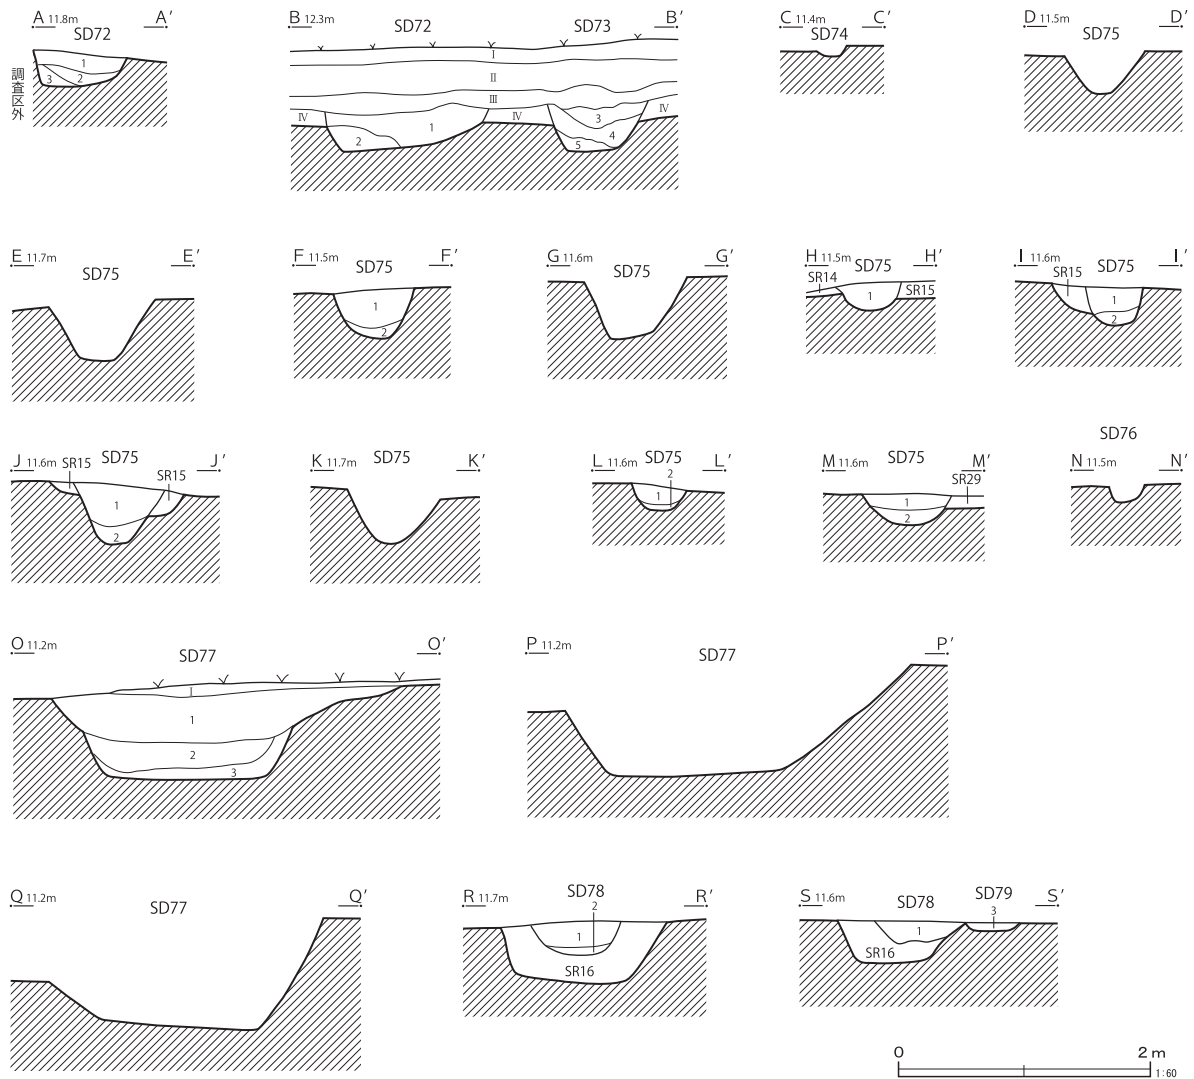 A 11.8m A′
SD72
1
2
3
調査区外
B 12.3m B′
SD72 SD73
I
II
III
IV IV IV
1
2
3
4
5
C 11.4m C′
SD74
D 11.5m D′
SD75
E 11.7m E′
SD75
F 11.5m F′
SD75
1
2
G 11.6m G′
SD75
H 11.5m H′
SD75
SR14
1
SR15
I 11.6m I′
SR15 SD75
1
2
J 11.6m J′
SD75
SR15 SR15
1
2
K 11.7m K′
SD75
L 11.6m L′
SD75
2
1
M 11.6m M′
SD75
SR29
1
2
SD76
N 11.5m N′
O 11.2m O′
SD77
I
1
2
3
P 11.2m P′
SD77
Q 11.2m Q′
SD77
R 11.7m R′
SD78
2
1
SR16
S 11.6m S′
SD78 SD79
3
1
SR16
0 2 m
1:60